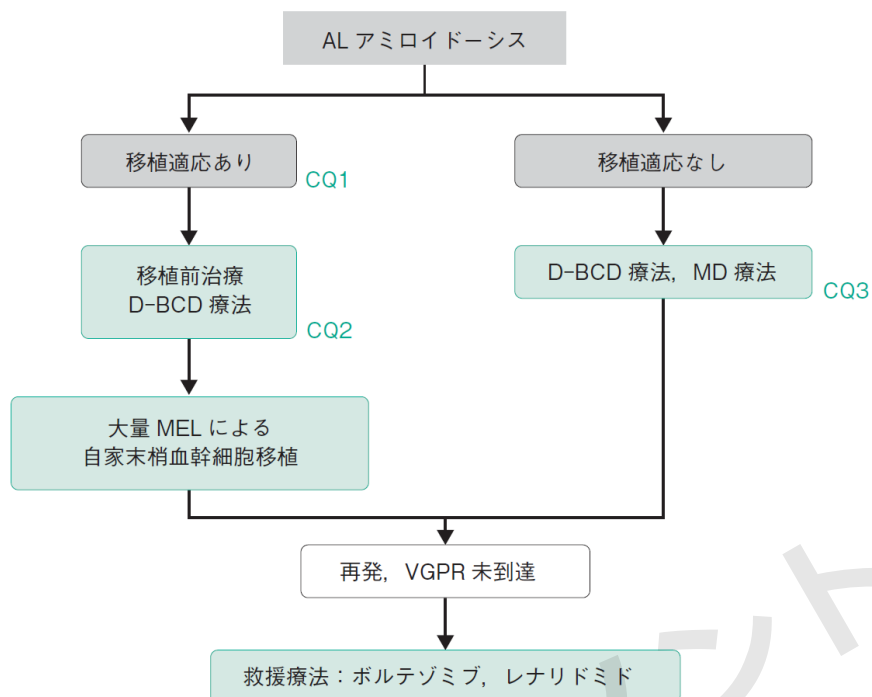 AL アミロイドーシス
移植適応あり
CQ1
移植適応なし
移植前治療
D-BCD 療法
CQ2
D-BCD 療法，MD 療法
CQ3
大量 MEL による
自家末梢血幹細胞移植
再発，VGPR 未到達
救援療法：ボルテゾミブ，レナリドミド